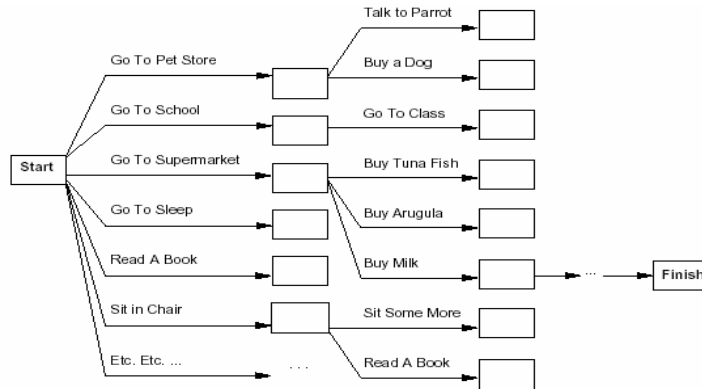 Talk to Parrot
Go To Pet Store
Buy a Dog
Go To School
Go To Class
Go To Supermarket
Buy Tuna Fish
Start
Go To Sleep
Buy Arugula
Read A Book
Buy Milk
...
Finish
Sit in Chair
Sit Some More
Etc. Etc. ...
. . .
Read A Book